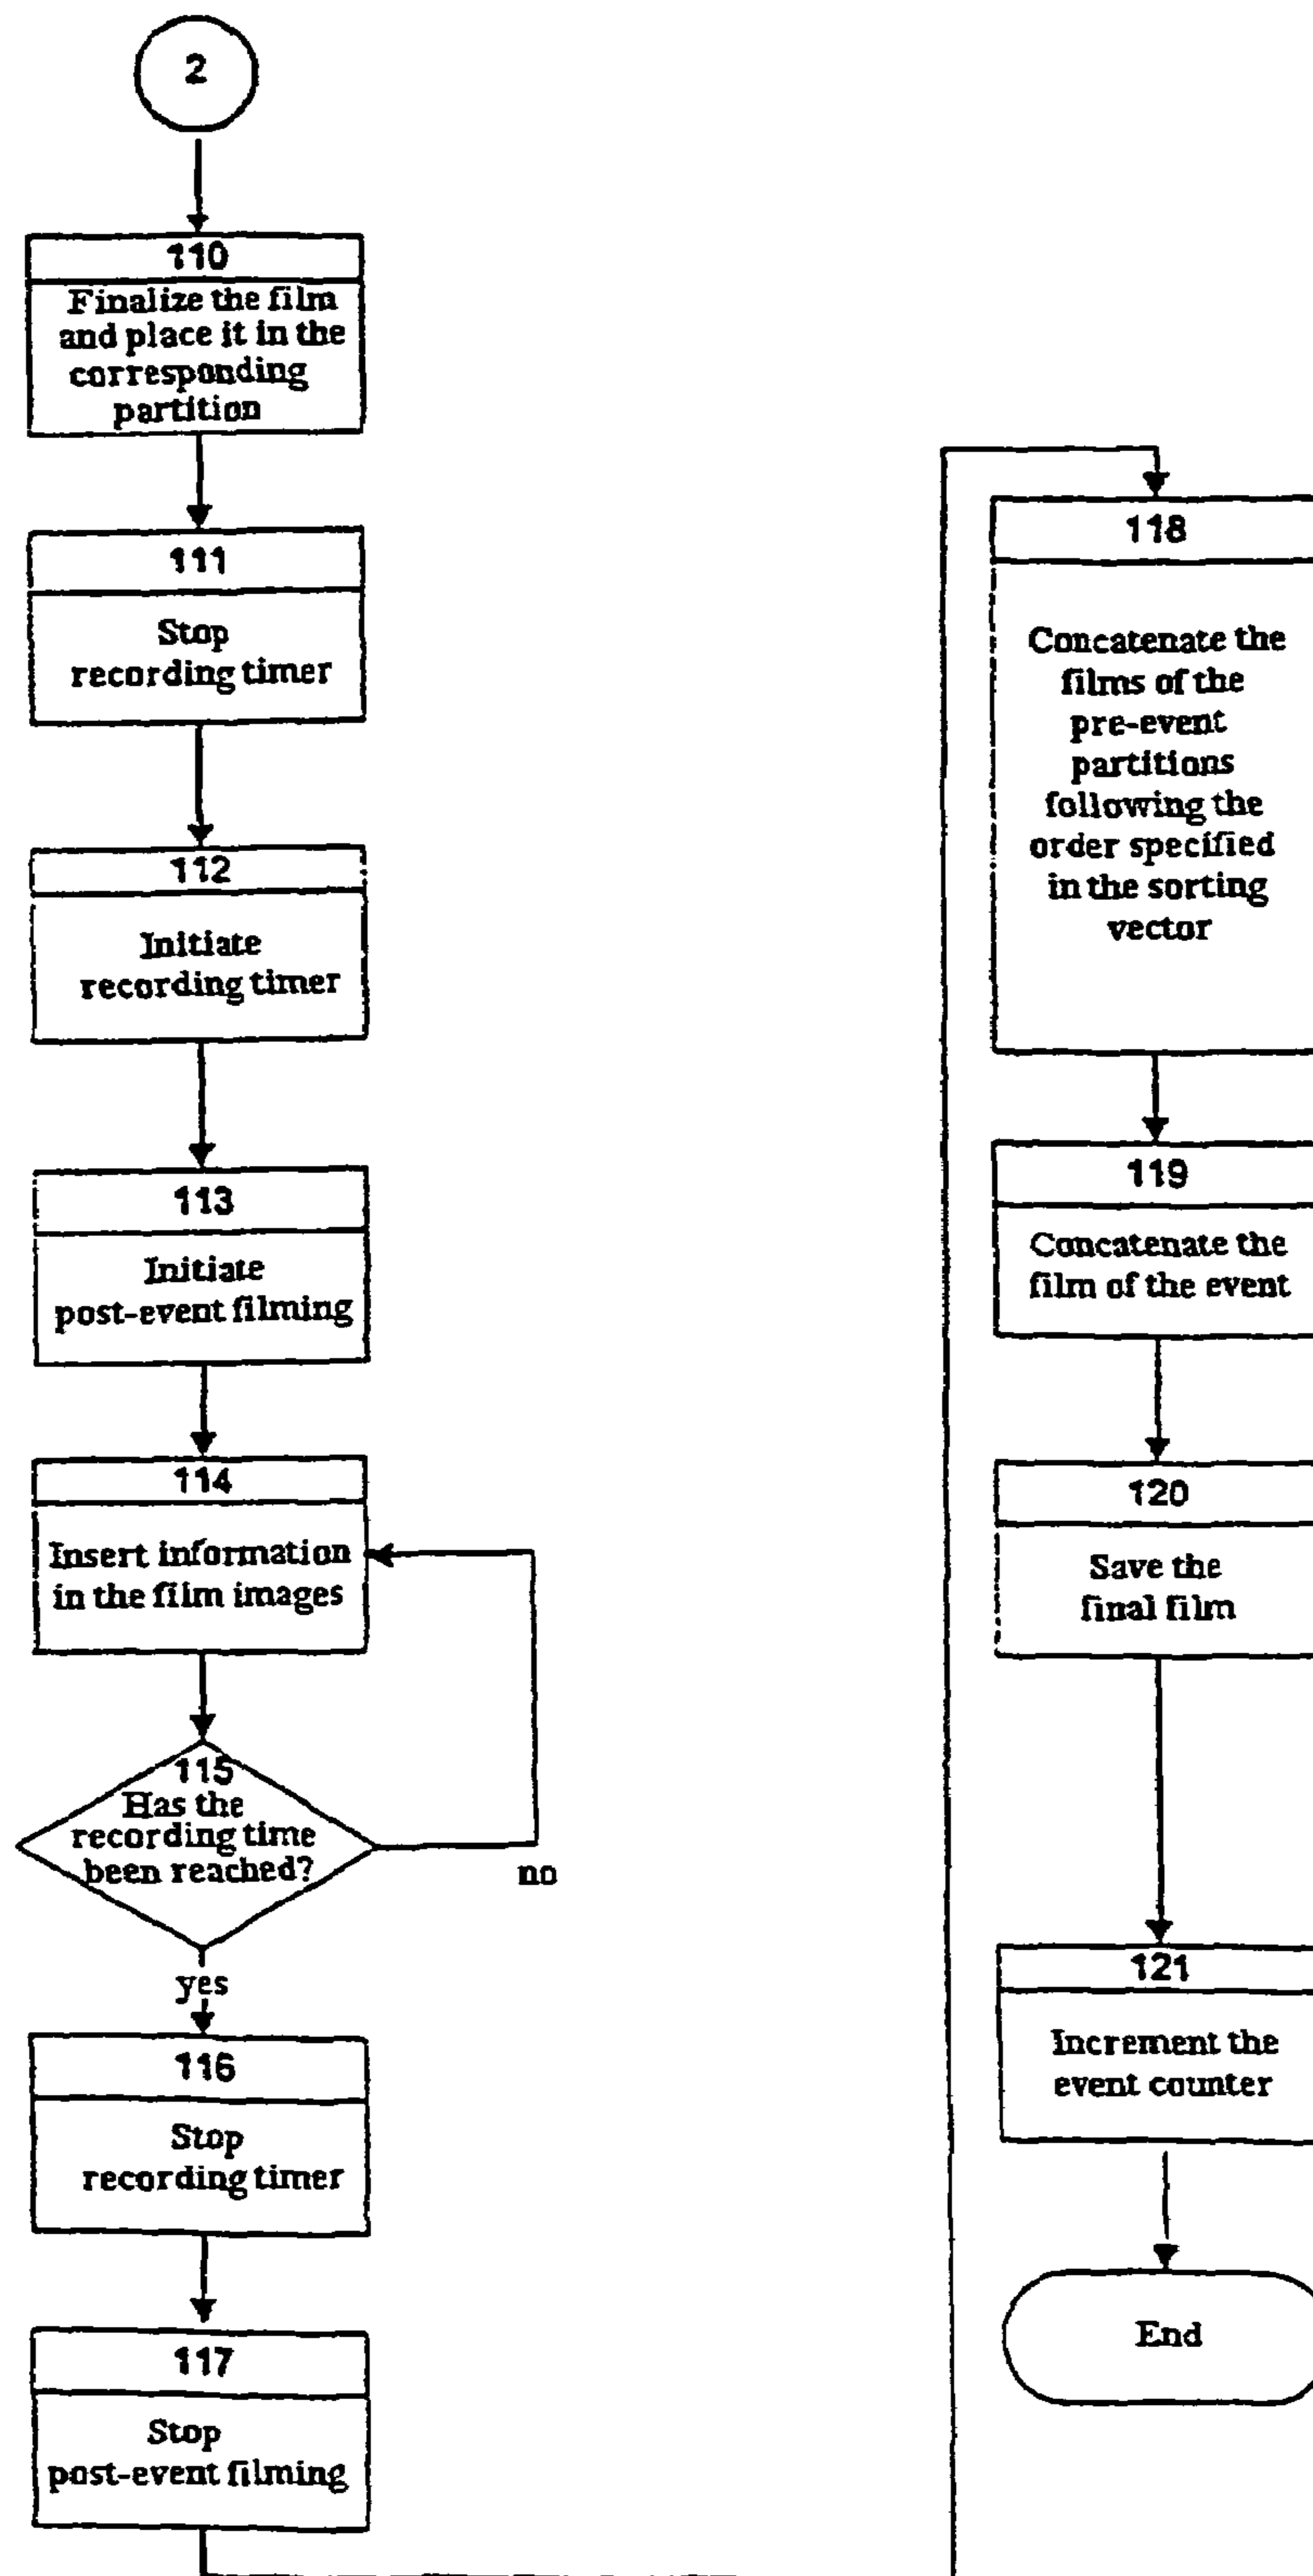 2
110
Finalize the film
and place it in the
corresponding
partition
111
Stop
recording timer
112
Initiate
recording timer
113
Initiate
post-event filming
114
Insert information
in the film images
115
Has the
recording time
been reached?
no
yes
116
Stop
recording timer
117
Stop
post-event filming
118
Concatenate the
films of the
pre-event
partitions
following the
order specified
in the sorting
vector
119
Concatenate the
film of the event
120
Save the
final film
121
Increment the
event counter
End